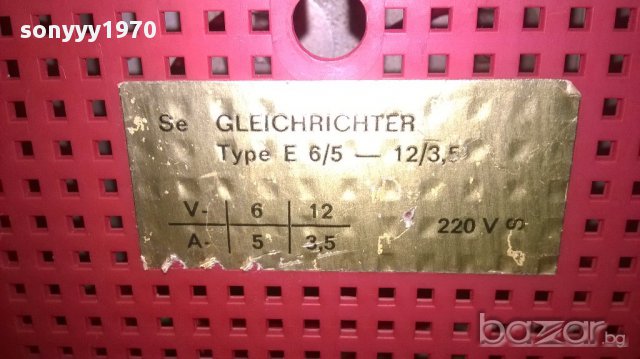 sonyyy1970
Se GLEICHRICHTER
Type E 6/5 — 12/3,5
V- 6 12
A- 5 3,5
220 V
bazar.bg